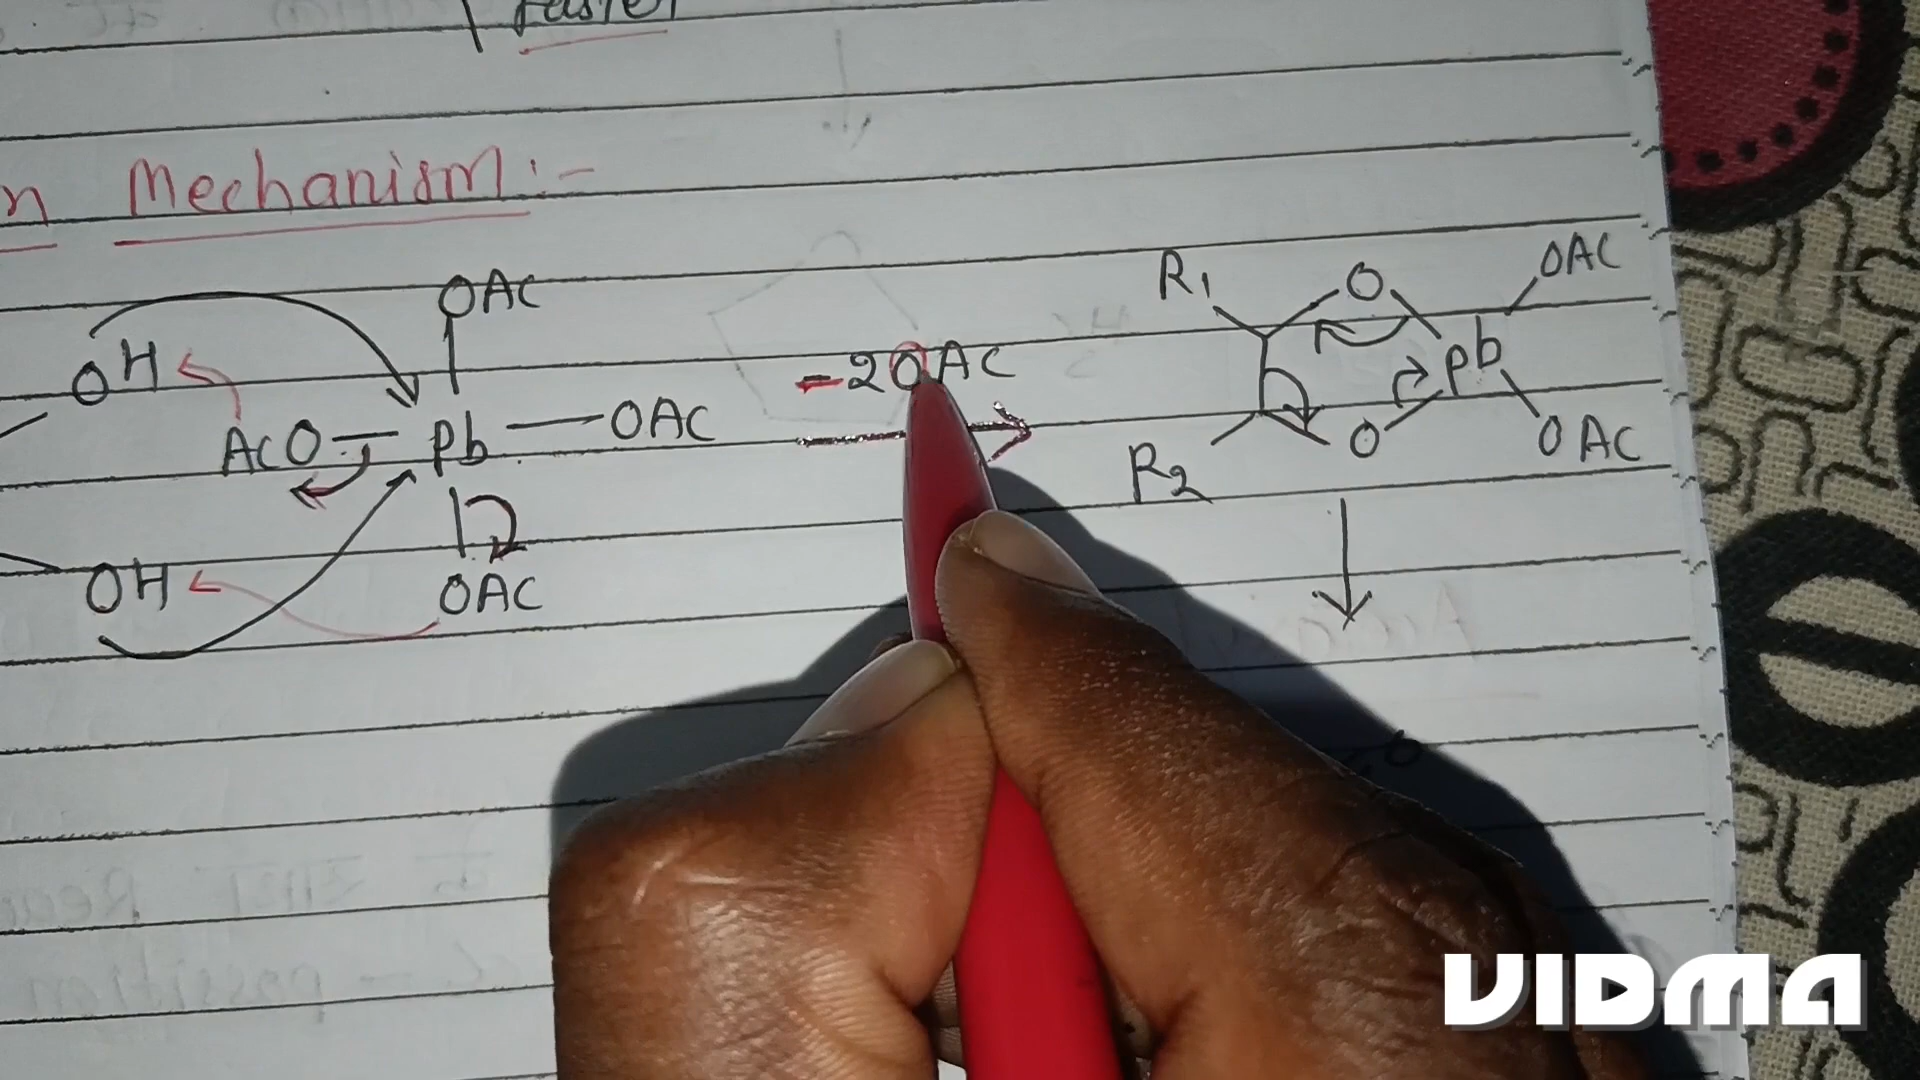 Faster
n Mechanism:-
OAC
OH
ACO Pb OAC
OH
OAC
-2OAC
R1 O OAC
Pb
R2 O OAC
VIDMA